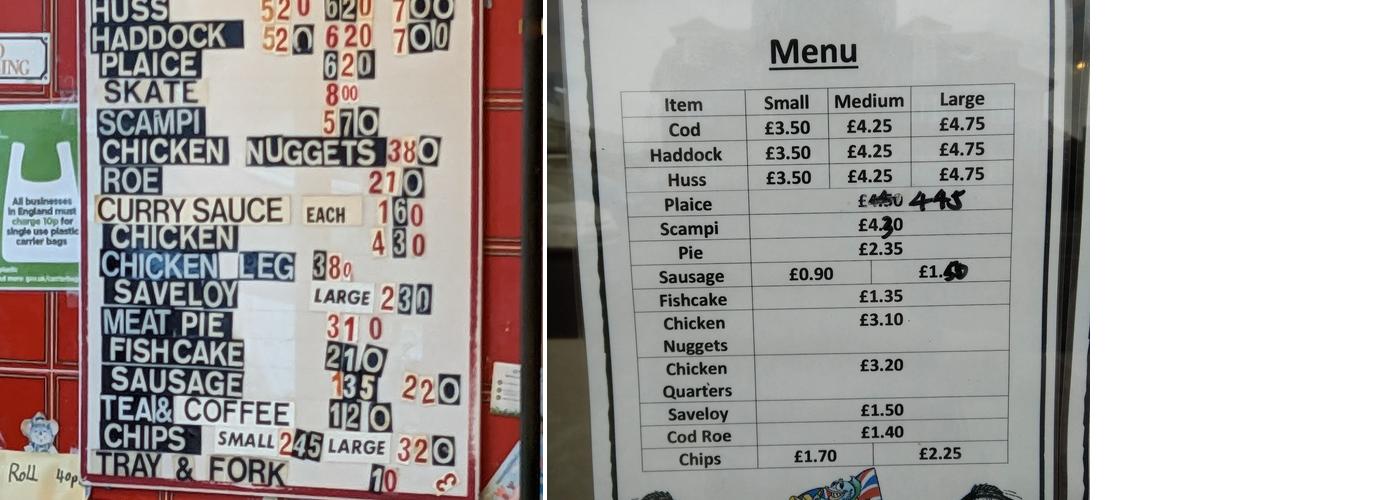 HUSS 520 620 700
HADDOCK 520 620 700
PLAICE 620
SKATE 800
SCAMPI 570
CHICKEN NUGGETS 380
ROE 210
CURRY SAUCE EACH 160
CHICKEN 430
CHICKEN LEG 380
SAVELOY LARGE 230
MEAT PIE 310
FISHCAKE 210
SAUSAGE 135 220
TEA& COFFEE 120
CHIPS SMALL 245 LARGE 320
TRAY & FORK 10
ING
All businesses
in England must
charge 10p for
single use plastic
carrier bags
Roll 40p
Menu
Item Small Medium Large
Cod £3.50 £4.25 £4.75
Haddock £3.50 £4.25 £4.75
Huss £3.50 £4.25 £4.75
Plaice 445
Scampi £4.30
Pie £2.35
Sausage £0.90 £1.50
Fishcake £1.35
Chicken £3.10
Nuggets
Chicken £3.20
Quarters
Saveloy £1.50
Cod Roe £1.40
Chips £1.70 £2.25